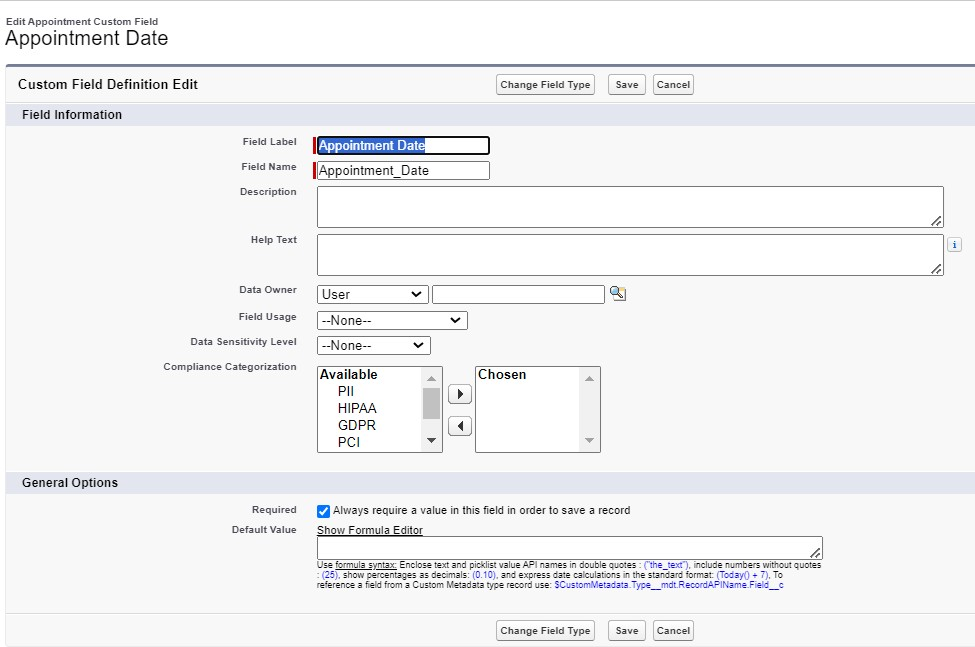 Edit Appointment Custom Field
Appointment Date
Custom Field Definition Edit
Change Field Type
Save
Cancel
Field Information
Field Label
Appointment Date
Field Name
Appointment_Date
Description
Help Text
i
Data Owner
User
Field Usage
--None--
Data Sensitivity Level
--None--
Compliance Categorization
Available
PII
HIPAA
GDPR
PCI
Chosen
General Options
Required
Always require a value in this field in order to save a record
Default Value
Show Formula Editor
Use formula syntax: Enclose text and picklist value API names in double quotes : ("the_text"), include numbers without quotes
: (25), show percentages as decimals: (0.10), and express date calculations in the standard format: (Today() + 7), To
reference a field from a Custom Metadata type record use: $CustomMetadata.Type__mdt.RecordAPIName.Field__c
Change Field Type
Save
Cancel